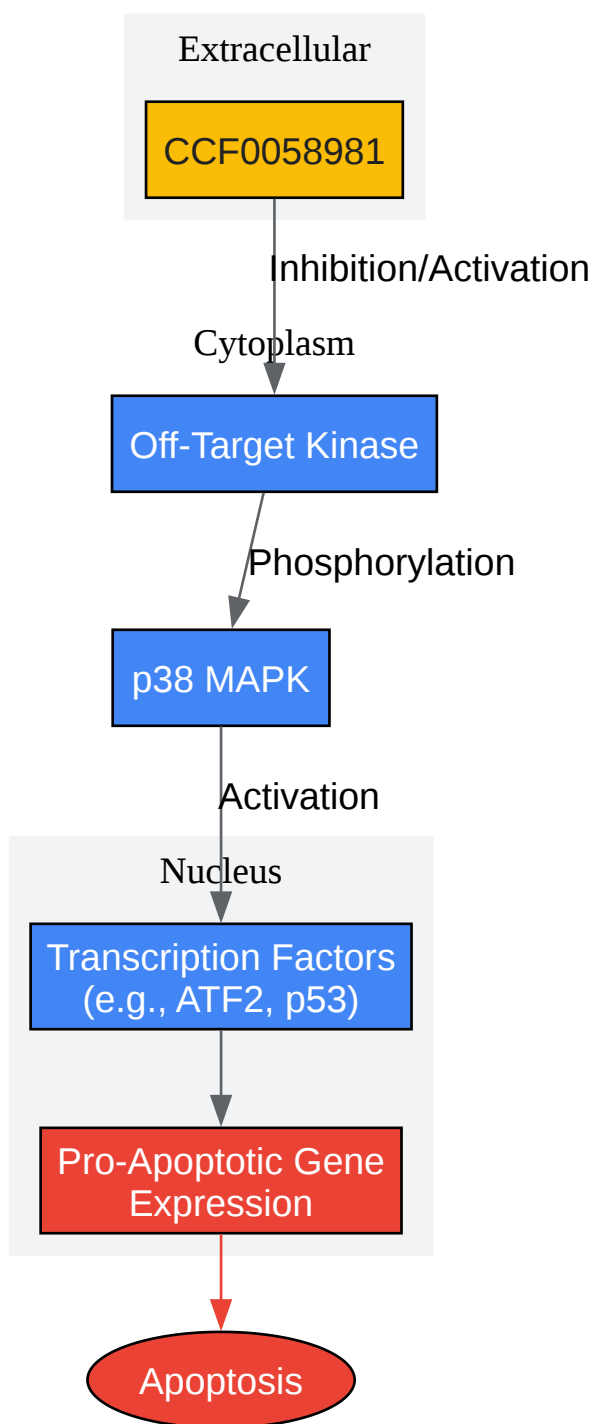 Extracellular
CCF0058981
Inhibition/Activation
Cytoplasm
Off-Target Kinase
Phosphorylation
p38 MAPK
Activation
Nucleus
Transcription Factors
(e.g., ATF2, p53)
Pro-Apoptotic Gene
Expression
Apoptosis